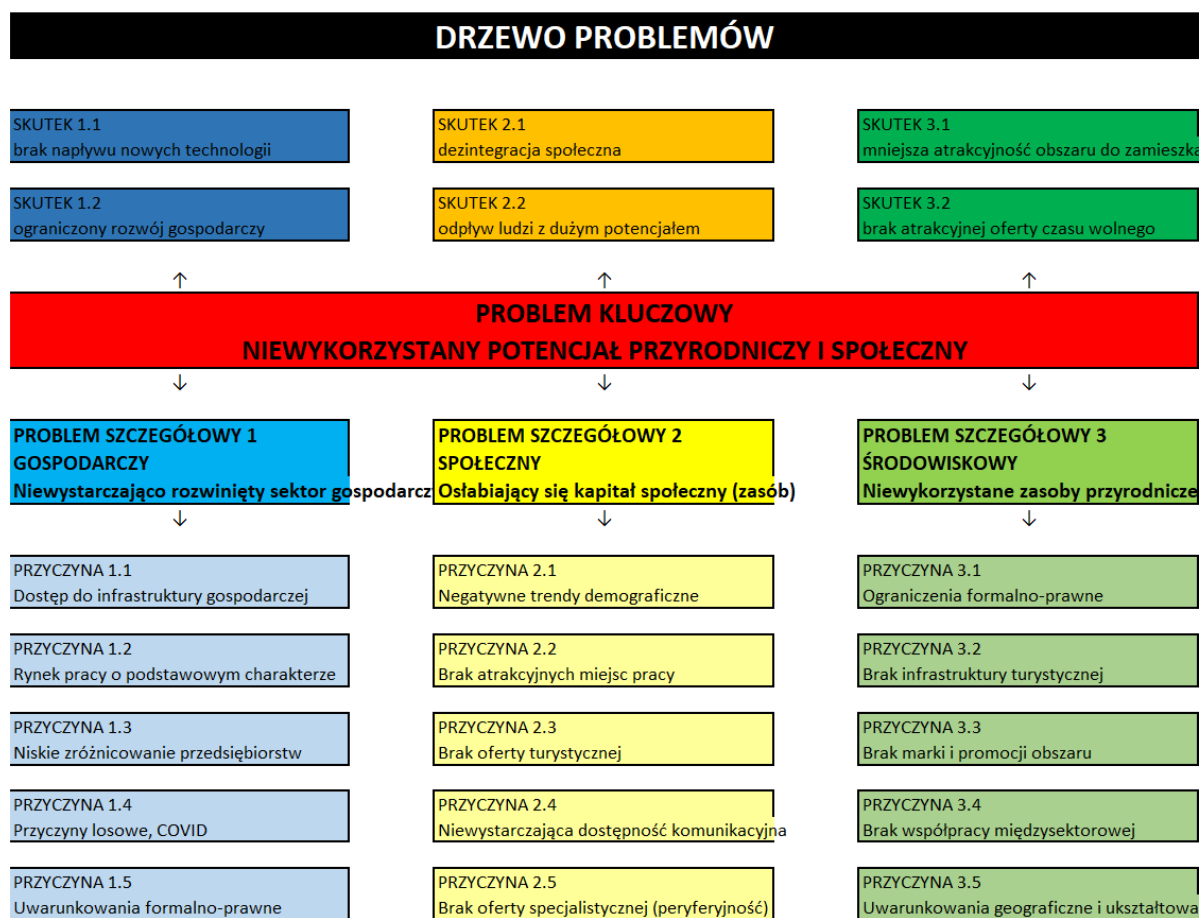 DRZEWO PROBLEMÓW
SKUTEK 1.1
brak napływu nowych technologii
SKUTEK 2.1
dezintegracja społeczna
SKUTEK 3.1
mniejsza atrakcyjność obszaru do zamieszka
SKUTEK 1.2
ograniczony rozwój gospodarczy
SKUTEK 2.2
odpływ ludzi z dużym potencjałem
SKUTEK 3.2
brak atrakcyjnej oferty czasu wolnego
↑ ↑ ↑
PROBLEM KLUCZOWY
NIEWYKORZYSTANY POTENCJAŁ PRZYRODNICZY I SPOŁECZNY
↓ ↓ ↓
PROBLEM SZCZEGÓŁOWY 1
GOSPODARCZY
Niewystarczająco rozwinięty sektor gospodarcz
PROBLEM SZCZEGÓŁOWY 2
SPOŁECZNY
Osłabiający się kapitał społeczny (zasób)
PROBLEM SZCZEGÓŁOWY 3
ŚRODOWISKOWY
Niewykorzystane zasoby przyrodnicze
↓ ↓ ↓
PRZYCZYNA 1.1
Dostęp do infrastruktury gospodarczej
PRZYCZYNA 2.1
Negatywne trendy demograficzne
PRZYCZYNA 3.1
Ograniczenia formalno-prawne
PRZYCZYNA 1.2
Rynek pracy o podstawowym charakterze
PRZYCZYNA 2.2
Brak atrakcyjnych miejsc pracy
PRZYCZYNA 3.2
Brak infrastruktury turystycznej
PRZYCZYNA 1.3
Niskie zróżnicowanie przedsiębiorstw
PRZYCZYNA 2.3
Brak oferty turystycznej
PRZYCZYNA 3.3
Brak marki i promocji obszaru
PRZYCZYNA 1.4
Przyczyny losowe, COVID
PRZYCZYNA 2.4
Niewystarczająca dostępność komunikacyjna
PRZYCZYNA 3.4
Brak współpracy międzysektorowej
PRZYCZYNA 1.5
Uwarunkowania formalno-prawne
PRZYCZYNA 2.5
Brak oferty specjalistycznej (peryferyjność)
PRZYCZYNA 3.5
Uwarunkowania geograficzne i ukształtowa